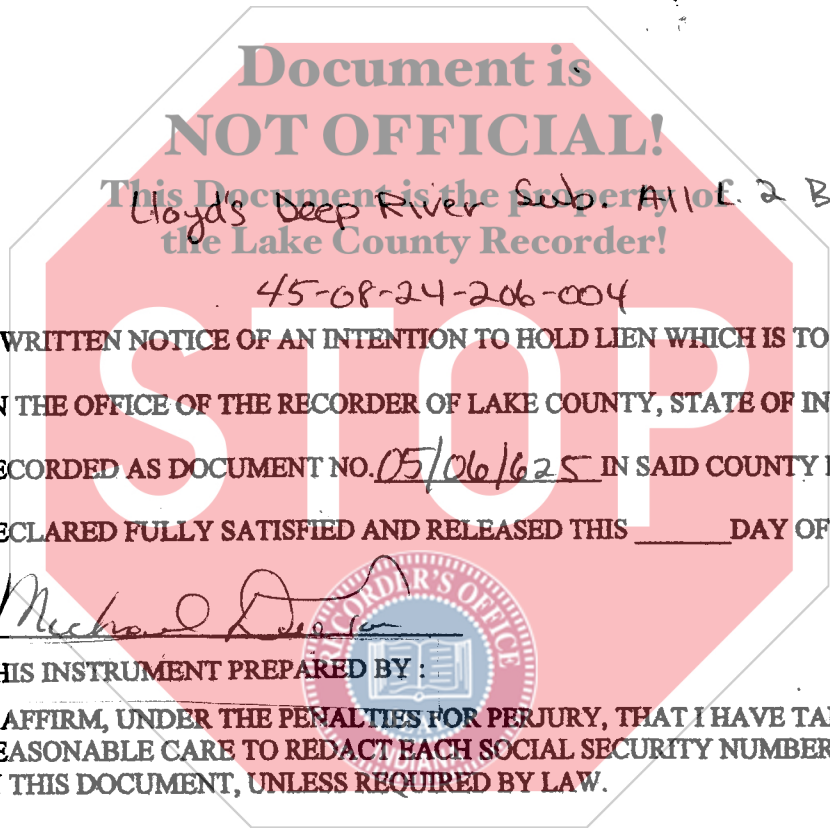 Document is
NOT OFFICIAL!
This Document is the property of
the Lake County Recorder!
Lloyd's Deep River Sub. All L. 2 B
45-08-24-206-004
STOP
WRITTEN NOTICE OF AN INTENTION TO HOLD LIEN WHICH IS TO
N THE OFFICE OF THE RECORDER OF LAKE COUNTY, STATE OF IN
ECORDED AS DOCUMENT NO. 05/06/625 IN SAID COUNTY
ECLARED FULLY SATISFIED AND RELEASED THIS ______ DAY OF
Michael
RECORDER'S OFFICE
HIS INSTRUMENT PREPARED BY :
AFFIRM, UNDER THE PENALTIES FOR PERJURY, THAT I HAVE TA
EASONABLE CARE TO REDACT EACH SOCIAL SECURITY NUMBER
THIS DOCUMENT, UNLESS REQUIRED BY LAW.